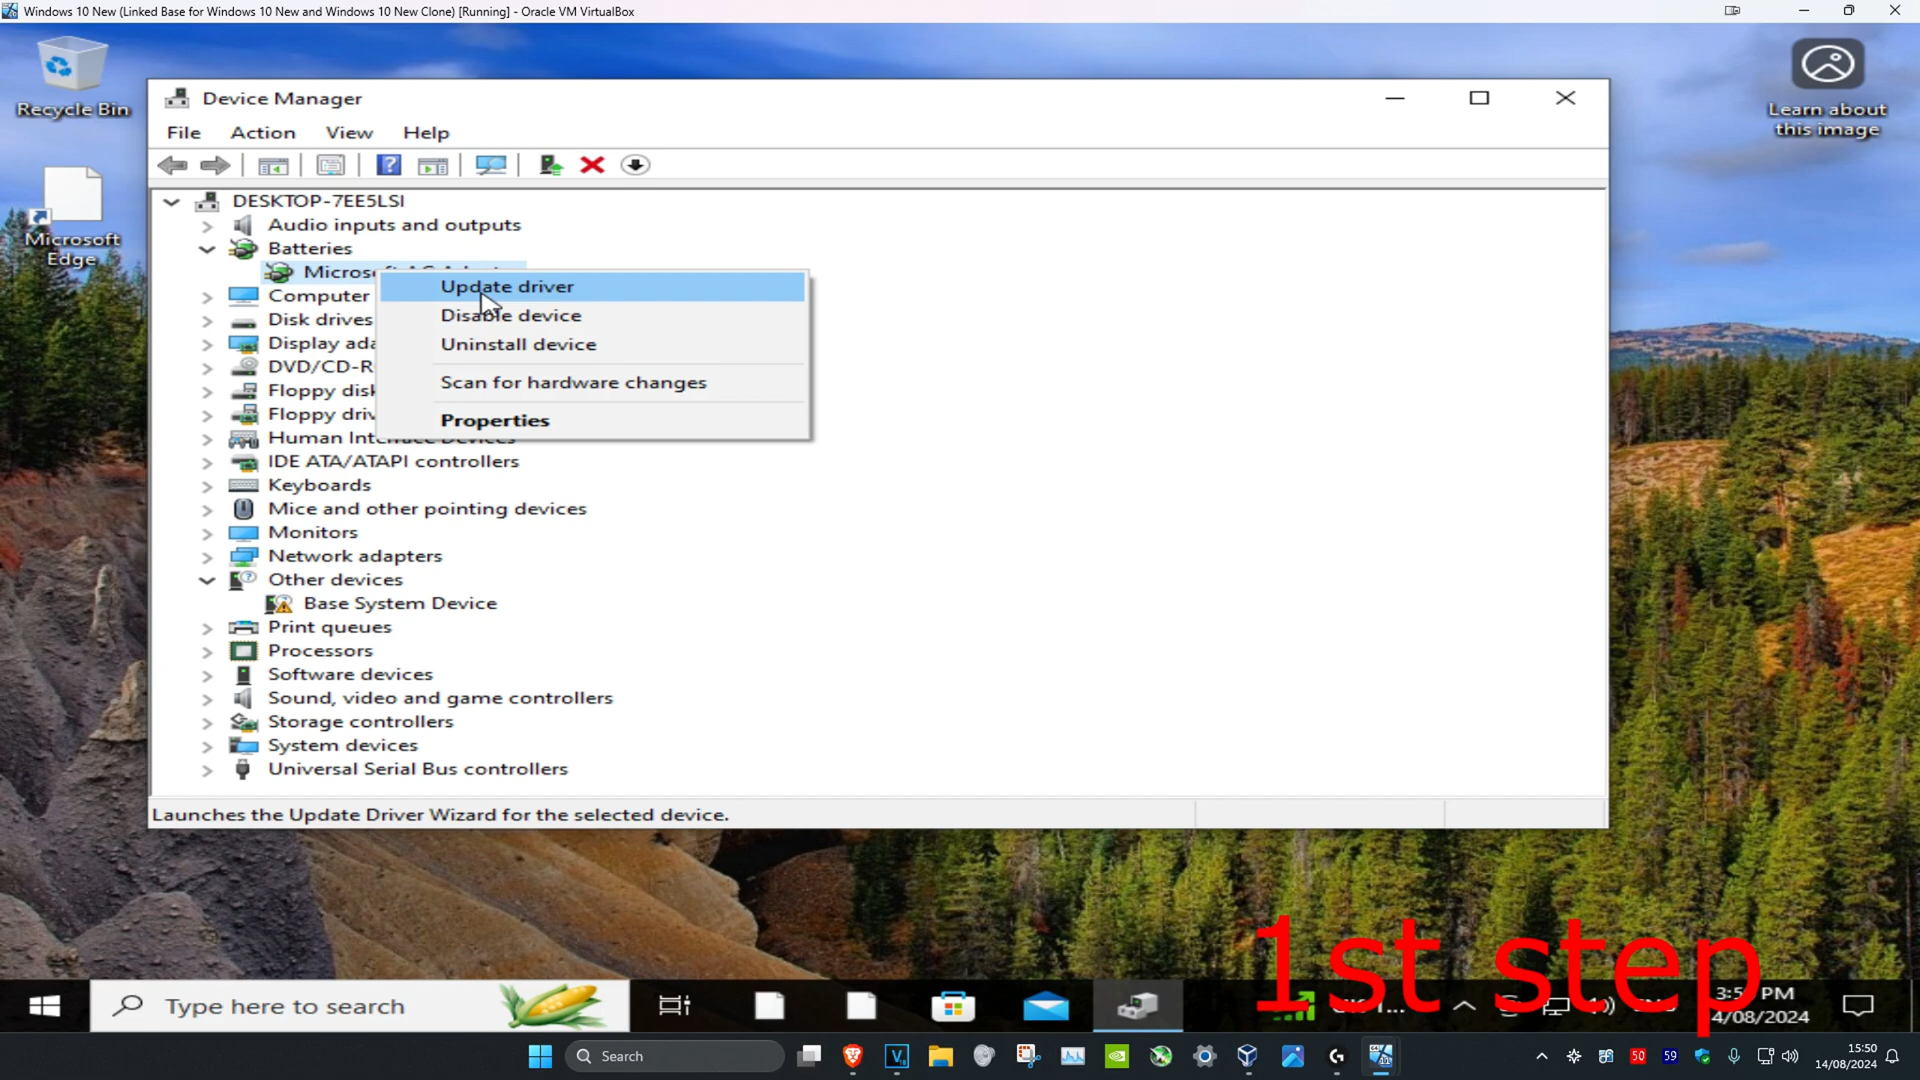 Windows 10 New (Linked Base for Windows 10 New and Windows 10 New Clone) [Running] - Oracle VM VirtualBox
Recycle Bin
Microsoft
Edge
Learn about
this image
Device Manager
File Action View Help
DESKTOP-7EE5LSI
Audio inputs and outputs
Batteries
Update driver
Disable device
Uninstall device
Scan for hardware changes
Properties
Computer
Disk drives
DVD/CD-R
IDE ATA/ATAPI controllers
Keyboards
Mice and other pointing devices
Monitors
Network adapters
Other devices
Base System Device
Print queues
Processors
Software devices
Sound, video and game controllers
Storage controllers
System devices
Universal Serial Bus controllers
Launches the Update Driver Wizard for the selected device.
1st step
Type here to search
PM
4/08/2024
Search
50
59
15:50
14/08/2024